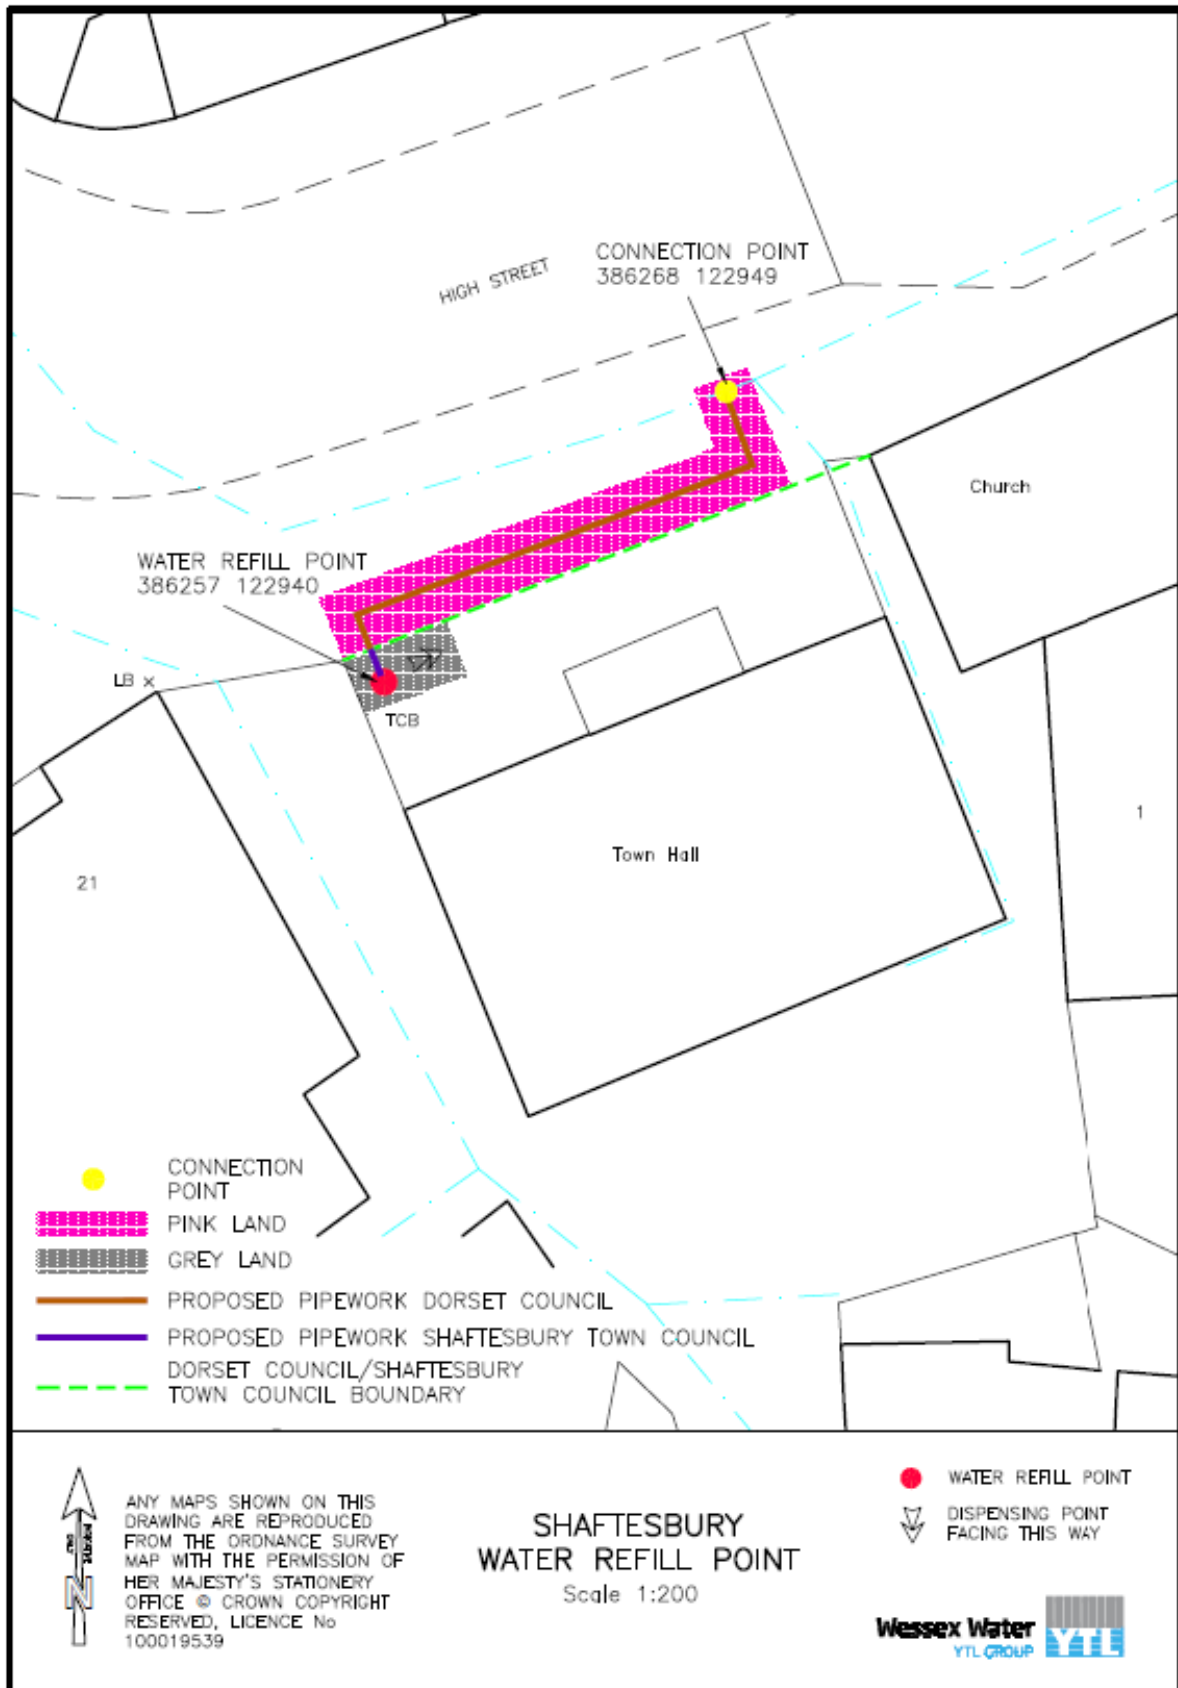 CONNECTION POINT
386268 122949
HIGH STREET
Church
WATER REFILL POINT
386257 122940
LB
TCB
Town Hall
1
21
CONNECTION
POINT
PINK LAND
GREY LAND
PROPOSED PIPEWORK DORSET COUNCIL
PROPOSED PIPEWORK SHAFTESBURY TOWN COUNCIL
DORSET COUNCIL/SHAFTESBURY
TOWN COUNCIL BOUNDARY
N
ANY MAPS SHOWN ON THIS
DRAWING ARE REPRODUCED
FROM THE ORDNANCE SURVEY
MAP WITH THE PERMISSION OF
HER MAJESTY'S STATIONERY
OFFICE © CROWN COPYRIGHT
RESERVED, LICENCE No
100019539
SHAFTESBURY
WATER REFILL POINT
Scale 1:200
WATER REFILL POINT
DISPENSING POINT
FACING THIS WAY
Wessex Water
YTL GROUP
YTL